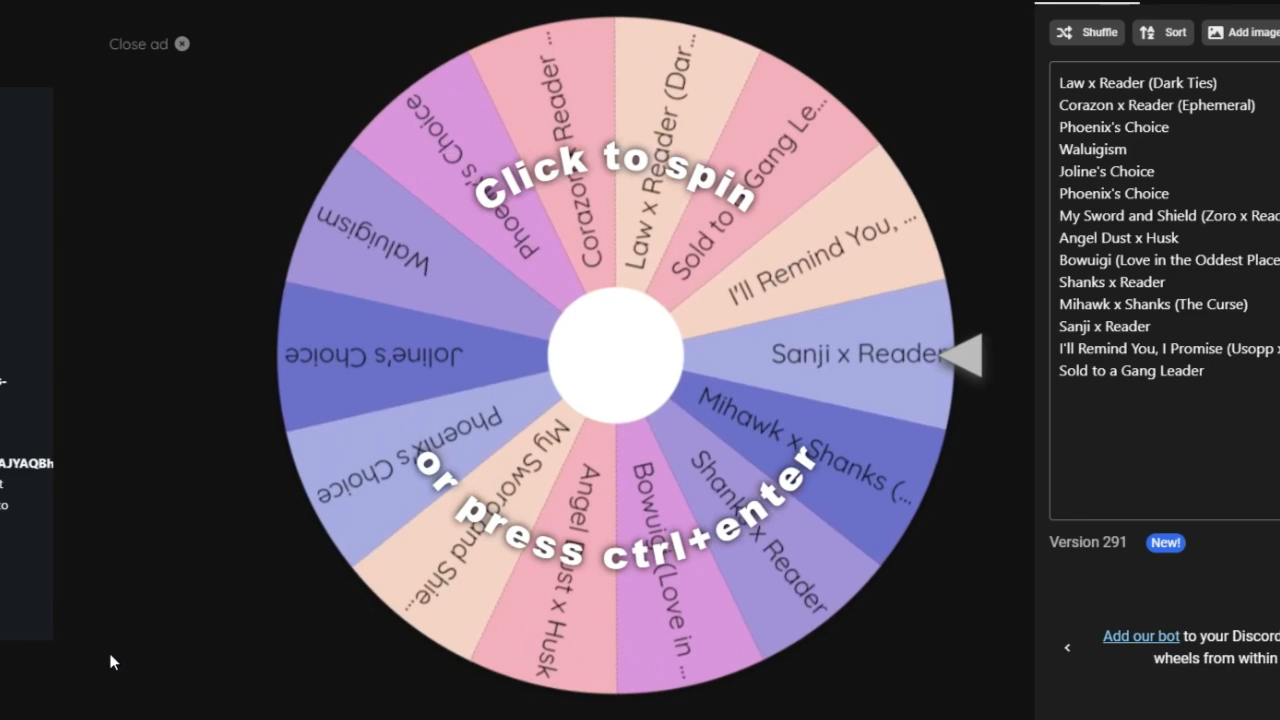 Close ad
s-
AJYAQBh
t
o
Click to spin
or press ctrl+enter
Law x Reader (Dar...
Sold to a Gang Le...
I'll Remind You, ...
Sanji x Reader
Mihawk x Shanks (...
Shanks x Reader
Bowuigi (Love in ...
Angel Dust x Husk
My Sword and Shie...
Phoenix's Choice
Joline's Choice
Waluigism
Phoenix's Choice
Corazon x Reader ...
Shuffle
Sort
Add image
Law x Reader (Dark Ties)
Corazon x Reader (Ephemeral)
Phoenix's Choice
Waluigism
Joline's Choice
Phoenix's Choice
My Sword and Shield (Zoro x Read
Angel Dust x Husk
Bowuigi (Love in the Oddest Place
Shanks x Reader
Mihawk x Shanks (The Curse)
Sanji x Reader
I'll Remind You, I Promise (Usopp x
Sold to a Gang Leader
Version 291 New!
Add our bot to your Discord
wheels from within